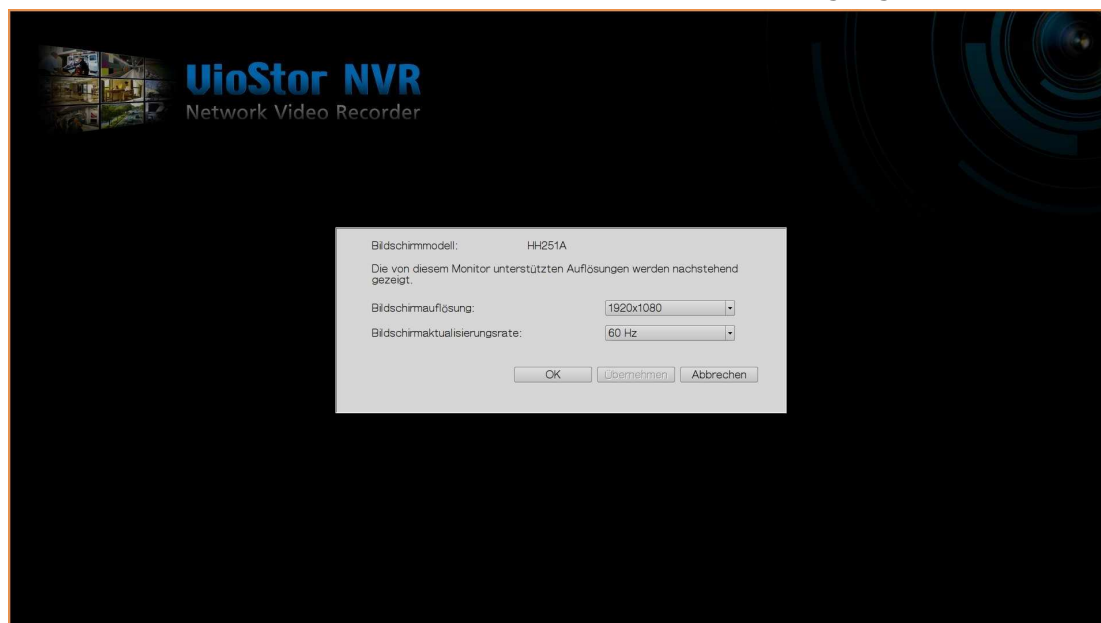 VioStor NVR
Network Video Recorder
Bildschirmmodell: HH251A
Die von diesem Monitor unterstützten Auflösungen werden nachstehend
gezeigt.
Bildschirmauflösung: 1920x1080
Bildschirmaktualisierungsrate: 60 Hz
OK Übernehmen Abbrechen